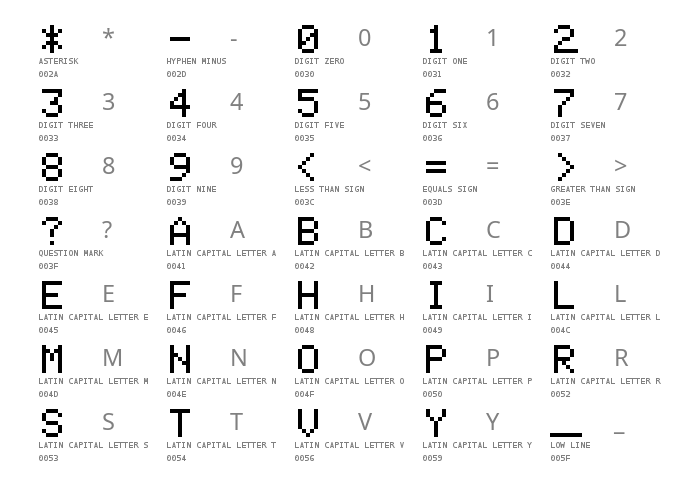 * * - - 0 0 1 1 2 2
ASTERISK HYPHEN MINUS DIGIT ZERO DIGIT ONE DIGIT TWO
002A 002D 0030 0031 0032
3 3 4 4 5 5 6 6 7 7
DIGIT THREE DIGIT FOUR DIGIT FIVE DIGIT SIX DIGIT SEVEN
0033 0034 0035 0036 0037
8 8 9 9 < < = = > >
DIGIT EIGHT DIGIT NINE LESS THAN SIGN EQUALS SIGN GREATER THAN SIGN
0038 0039 003C 003D 003E
? ? A A B B C C D D
QUESTION MARK LATIN CAPITAL LETTER A LATIN CAPITAL LETTER B LATIN CAPITAL LETTER C LATIN CAPITAL LETTER D
003F 0041 0042 0043 0044
E E F F H H I I L L
LATIN CAPITAL LETTER E LATIN CAPITAL LETTER F LATIN CAPITAL LETTER H LATIN CAPITAL LETTER I LATIN CAPITAL LETTER L
0045 0046 0048 0049 004C
M M N N O O P P R R
LATIN CAPITAL LETTER M LATIN CAPITAL LETTER N LATIN CAPITAL LETTER O LATIN CAPITAL LETTER P LATIN CAPITAL LETTER R
004D 004E 004F 0050 0052
S S T T V V Y Y _ _
LATIN CAPITAL LETTER S LATIN CAPITAL LETTER T LATIN CAPITAL LETTER V LATIN CAPITAL LETTER Y LOW LINE
0053 0054 0056 0059 005F